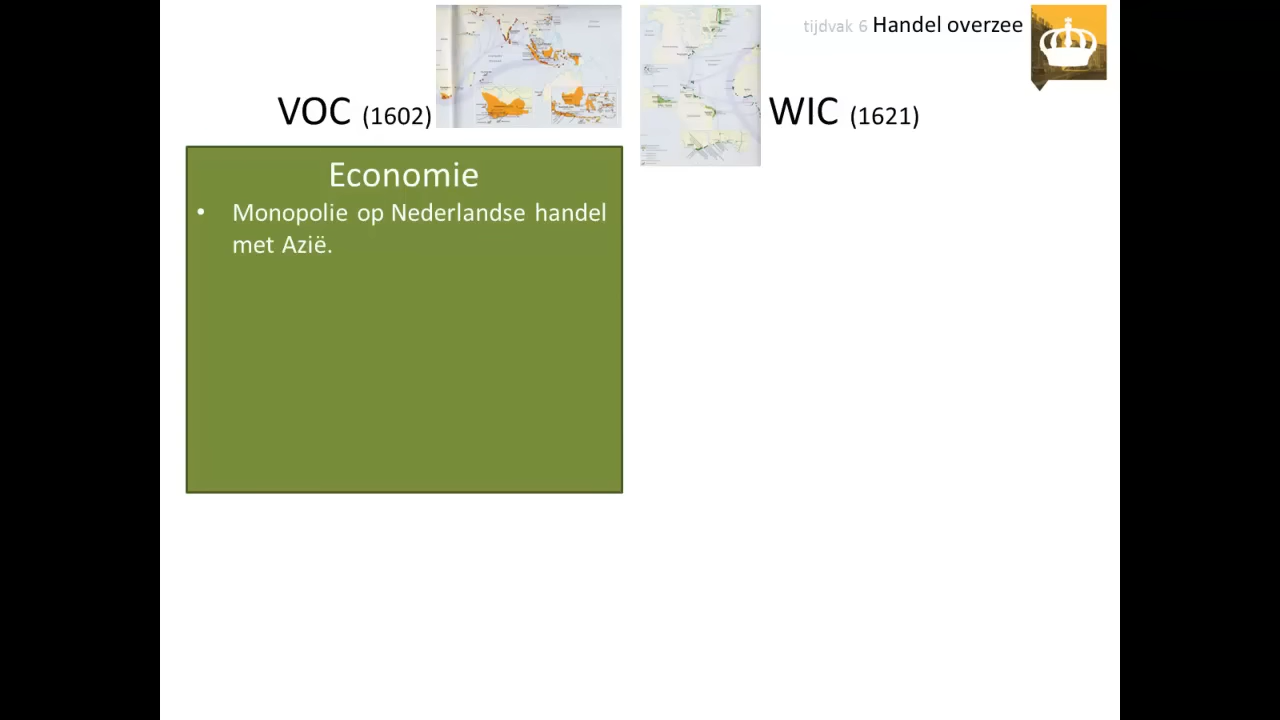 tijdvak 6 Handel overzee
VOC (1602)
WIC (1621)
Economie
• Monopolie op Nederlandse handel
met Azië.